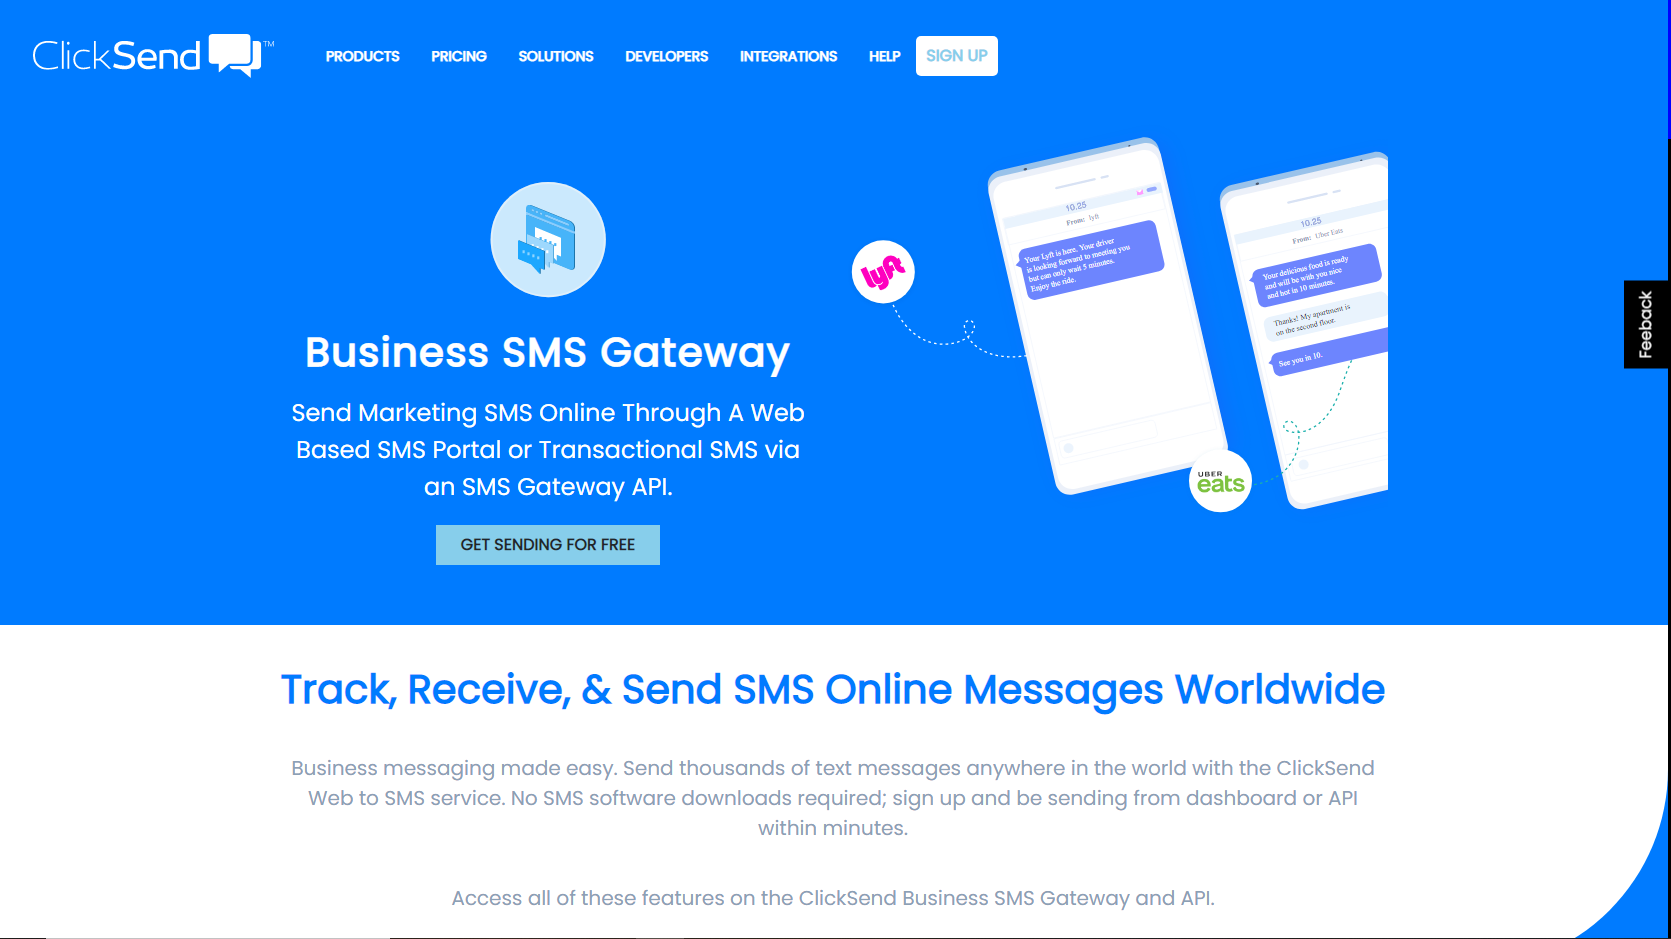 ClickSend TM
PRODUCTS PRICING SOLUTIONS DEVELOPERS INTEGRATIONS HELP SIGN UP
Business SMS Gateway
Send Marketing SMS Online Through A Web
Based SMS Portal or Transactional SMS via
an SMS Gateway API.
GET SENDING FOR FREE
lyft
10.25
From: lyft
Your Lyft is here. Your driver
is looking forward to meeting you
but can only wait 5 minutes.
Enjoy the ride.
10.25
From: Uber Eats
Your delicious food is ready
and will be with you nice
and hot in 10 minutes.
Thanks! My apartment is
on the second floor.
See you in 10.
UBER
eats
Feeback
Track, Receive, & Send SMS Online Messages Worldwide
Business messaging made easy. Send thousands of text messages anywhere in the world with the ClickSend
Web to SMS service. No SMS software downloads required; sign up and be sending from dashboard or API
within minutes.
Access all of these features on the ClickSend Business SMS Gateway and API.